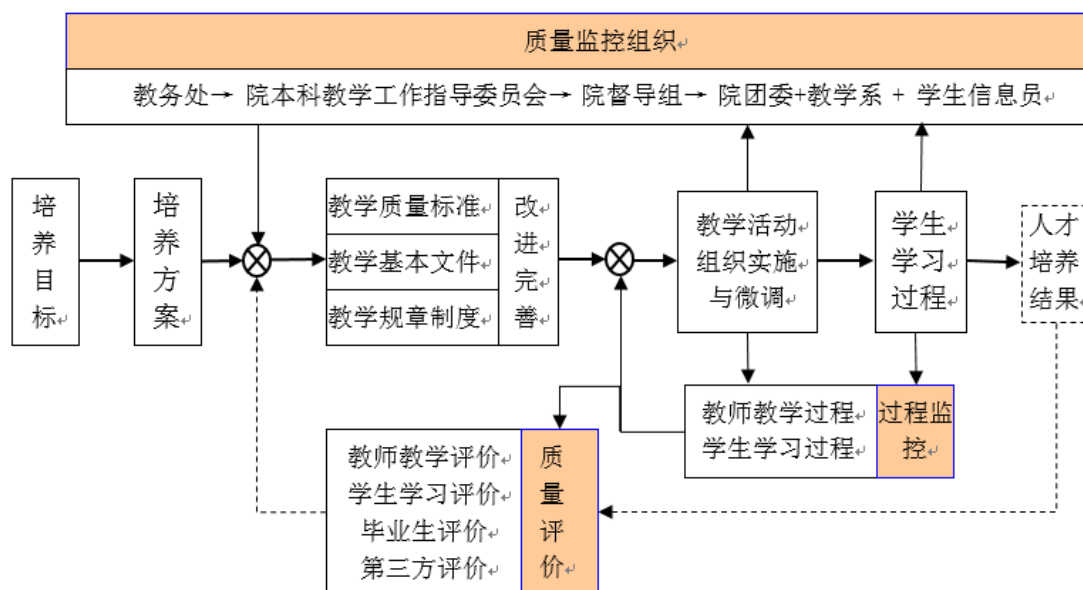 质量监控组织
教务处→ 院本科教学工作指导委员会→ 院督导组→ 院团委+教学系 + 学生信息员
培养目标
培养方案
教学质量标准
教学基本文件
教学规章制度
改进完善
教学活动
组织实施
与微调
学生
学习
过程
人才
培养
结果
教师教学过程
学生学习过程
过程监
控
教师教学评价
学生学习评价
毕业生评价
第三方评价
质量评价